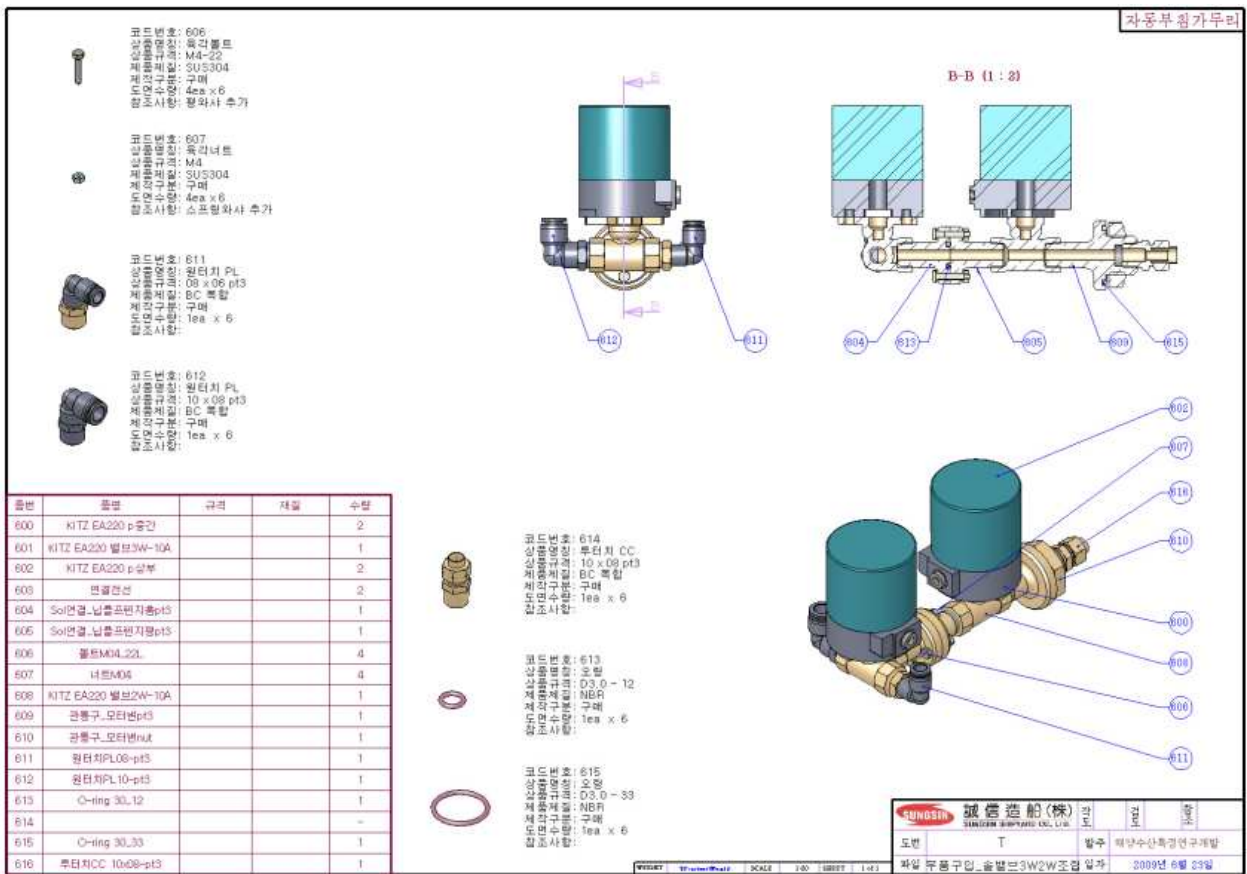 자동부침가두리
코드번호: 606
상품명칭: 육각볼트
상품규격: M4-22
제품제질: SUS304
제작구분: 구매
도면수량: 4ea x 6
참조사항: 평와샤 추가
코드번호: 607
상품명칭: 육각너트
상품규격: M4
제품제질: SUS304
제작구분: 구매
도면수량: 4ea x 6
참조사항: 스프링와샤 추가
코드번호: 611
상품명칭: 원터치 PL
상품규격: 08 x 06 pt3
제품제질: BC 복합
제작구분: 구매
도면수량: 1ea x 6
참조사항:
코드번호: 612
상품명칭: 원터치 PL
상품규격: 10 x 08 pt3
제품제질: BC 복합
제작구분: 구매
도면수량: 1ea x 6
참조사항:
B-B (1 : 2)
612
611
604
613
605
609
615
602
607
616
610
600
608
606
611
품번 품명 규격 재질 수량
600 KITZ EA220 p중간 2
601 KITZ EA220 밸브3W-10A 1
602 KITZ EA220 p상부 2
603 연결전선 2
604 Sol연결_닙플프렌지홈pt3 1
605 Sol연결_닙플프렌지평pt3 1
606 볼트M04_22L 4
607 너트M04 4
608 KITZ EA220 밸브2W-10A 1
609 관통구_모터변pt3 1
610 관통구_모터변nut 1
611 원터치PL08-pt3 1
612 원터치PL10-pt3 1
613 O-ring 30_12 1
614 -
615 O-ring 30_33 1
616 투터치CC 10x08-pt3 1
코드번호: 614
상품명칭: 투터치 CC
상품규격: 10 x 08 pt3
제품제질: BC 복합
제작구분: 구매
도면수량: 1ea x 6
참조사항:
코드번호: 613
상품명칭: 오링
상품규격: D3.0 - 12
제품제질: NBR
제작구분: 구매
도면수량: 1ea x 6
참조사항:
코드번호: 615
상품명칭: 오링
상품규격: D3.0 - 33
제품제질: NBR
제작구분: 구매
도면수량: 1ea x 6
참조사항:
SUNGSIN 誠信造船(株)
SUNGSIN SHIPYARD CO., LTD.
도번 T 발주 해양수산특정연구개발
파일 부품구입_솔밸브3W2W조립 일자 2009년 6월 23일
WEIGHT SCALE SHEET 1 of 1